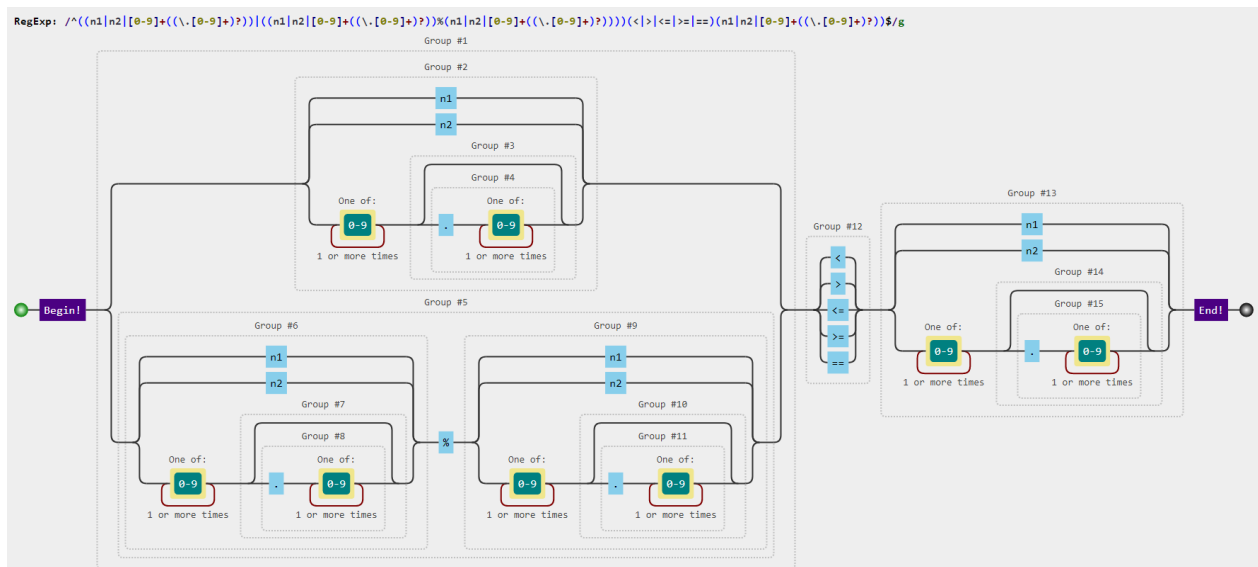 RegExp: /^((n1|n2|[0-9]+((\.[0-9]+)?))|((n1|n2|[0-9]+((\.[0-9]+)?))%(n1|n2|[0-9]+((\.[0-9]+)?))))(<|>|<=|>=|==)(n1|n2|[0-9]+((\.[0-9]+)?))$/g
Group #1
Group #2
n1
n2
Group #3
Group #4
One of:
0-9
1 or more times
.
One of:
0-9
1 or more times
Group #5
Group #6
n1
n2
Group #7
Group #8
One of:
0-9
1 or more times
.
One of:
0-9
1 or more times
%
Group #9
n1
n2
Group #10
Group #11
One of:
0-9
1 or more times
.
One of:
0-9
1 or more times
Begin!
Group #12
<
>
<=
>=
==
Group #13
n1
n2
Group #14
Group #15
One of:
0-9
1 or more times
.
One of:
0-9
1 or more times
End!